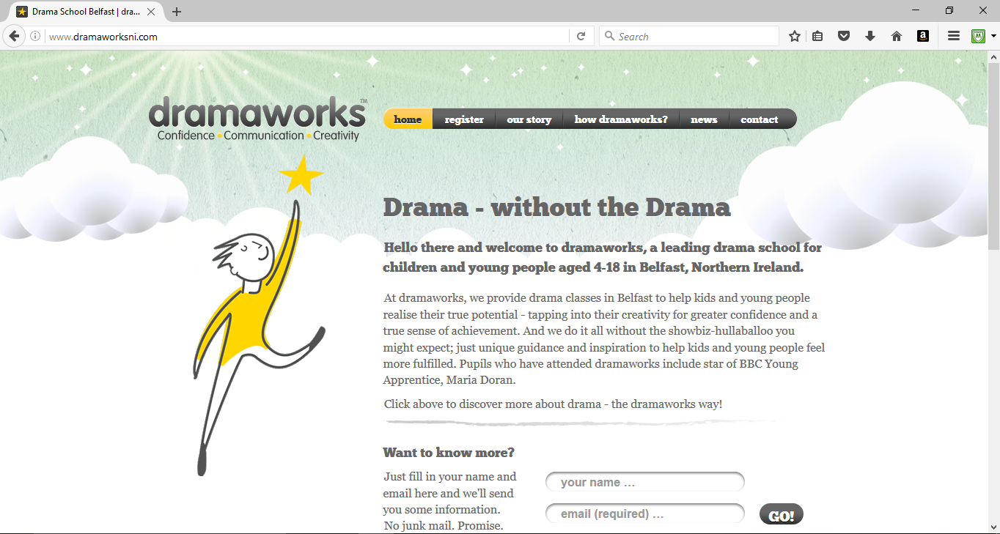 Drama School Belfast | dra...
www.dramaworksni.com
Search
dramaworks™
Confidence • Communication • Creativity
home register our story how dramaworks? news contact
Drama - without the Drama
Hello there and welcome to dramaworks, a leading drama school for
children and young people aged 4-18 in Belfast, Northern Ireland.
At dramaworks, we provide drama classes in Belfast to help kids and young people
realise their true potential - tapping into their creativity for greater confidence and a
true sense of achievement. And we do it all without the showbiz-hullaballoo you
might expect; just unique guidance and inspiration to help kids and young people feel
more fulfilled. Pupils who have attended dramaworks include star of BBC Young
Apprentice, Maria Doran.
Click above to discover more about drama - the dramaworks way!
Want to know more?
Just fill in your name and
email here and we'll send
you some information.
No junk mail. Promise.
your name ...
email (required) ...
GO!